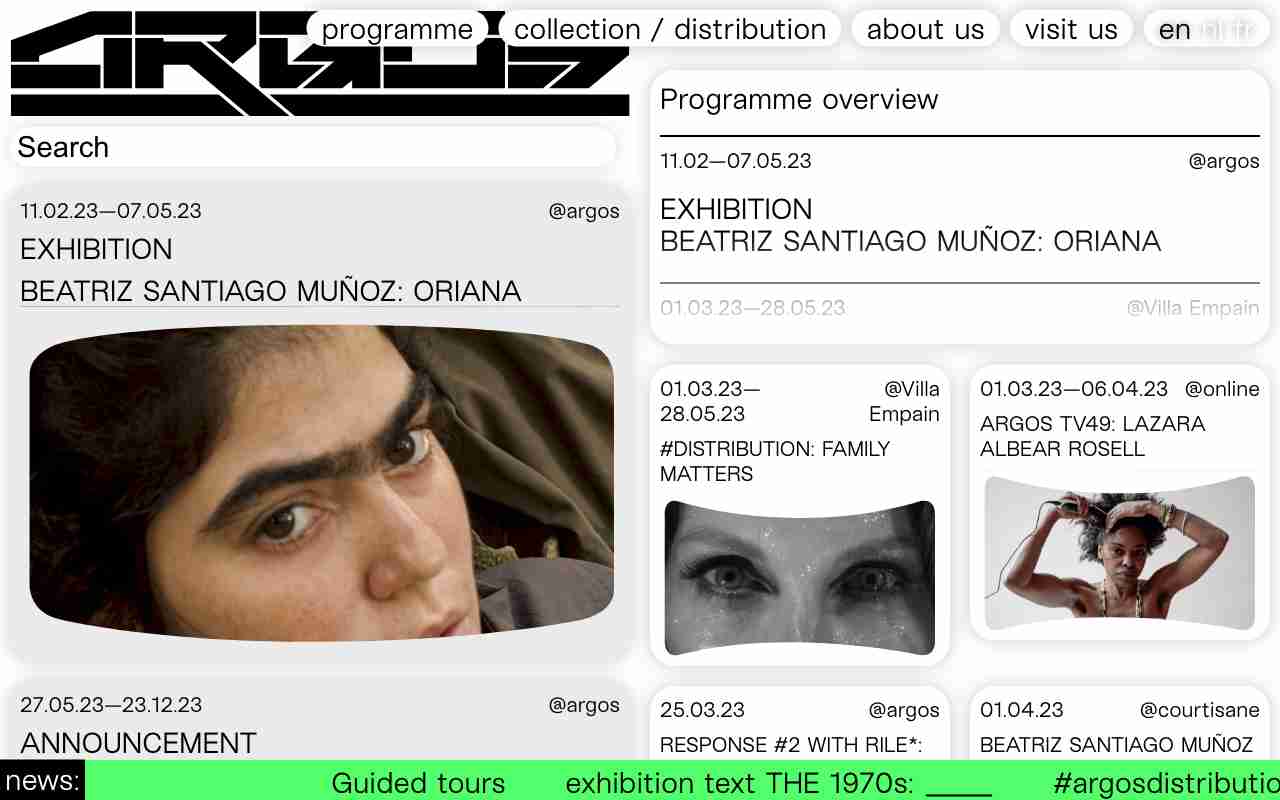 ARGOS
programme
collection / distribution
about us
visit us
en nl fr
Search
11.02.23—07.05.23
@argos
EXHIBITION
BEATRIZ SANTIAGO MUÑOZ: ORIANA
27.05.23—23.12.23
@argos
ANNOUNCEMENT
Programme overview
11.02—07.05.23
@argos
EXHIBITION
BEATRIZ SANTIAGO MUÑOZ: ORIANA
01.03.23—28.05.23
@Villa Empain
01.03.23—
28.05.23
@Villa
Empain
#DISTRIBUTION: FAMILY
MATTERS
01.03.23—06.04.23
@online
ARGOS TV49: LAZARA
ALBEAR ROSELL
25.03.23
@argos
RESPONSE #2 WITH RILE*:
01.04.23
@courtisane
BEATRIZ SANTIAGO MUÑOZ
news:
Guided tours
exhibition text THE 1970s: ____
#argosdistributio